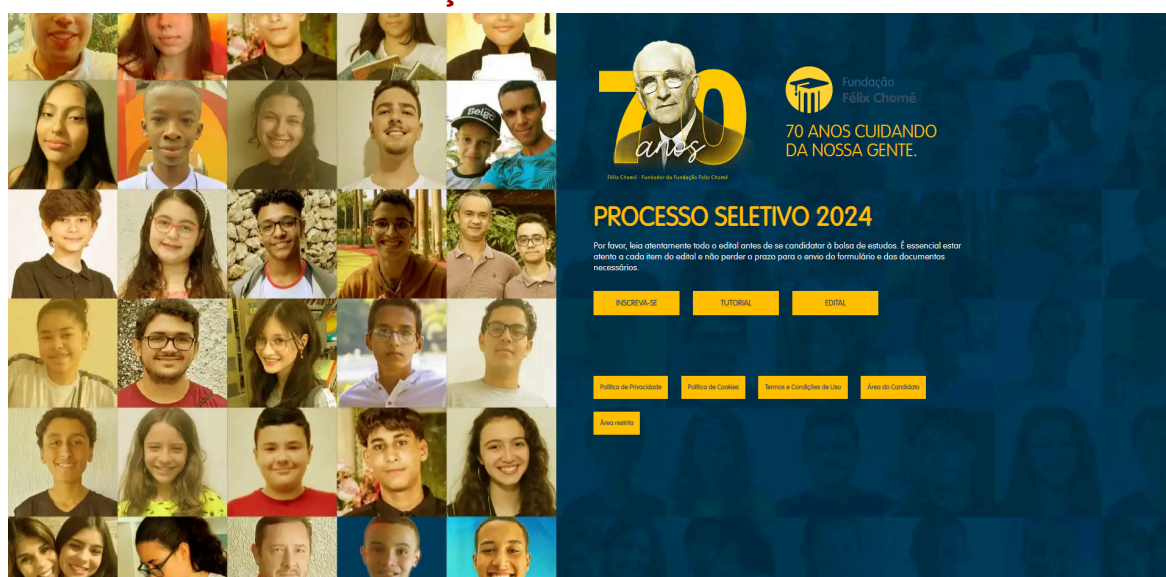 Belgo
70
anos
Félix Chomé - Fundador da Fundação Felix Chomé
Fundação
Félix Chomé
70 ANOS CUIDANDO
DA NOSSA GENTE.
PROCESSO SELETIVO 2024
Por favor, leia atentamente todo o edital antes de se candidatar à bolsa de estudos. É essencial estar
atento a cada item do edital e não perder o prazo para o envio do formulário e dos documentos
necessários.
INSCREVA-SE
TUTORIAL
EDITAL
Política de Privacidade
Política de Cookies
Termos e Condições de Uso
Área do Candidato
Área restrita